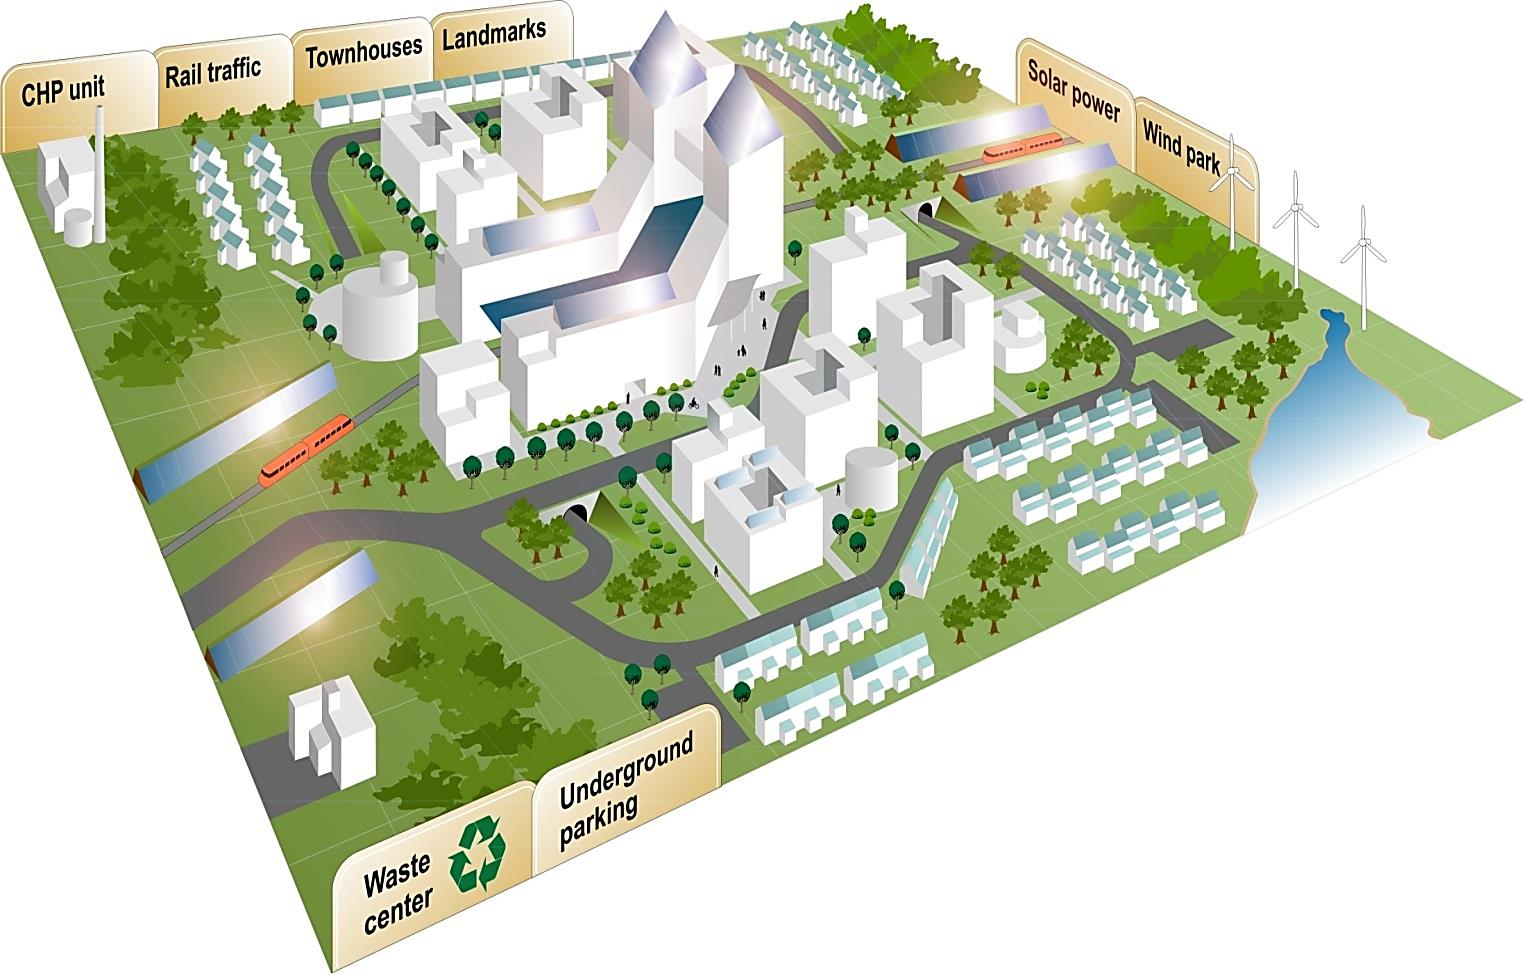 CHP unit
Rail traffic
Townhouses
Landmarks
Solar power
Wind park
Waste
center
Underground
parking